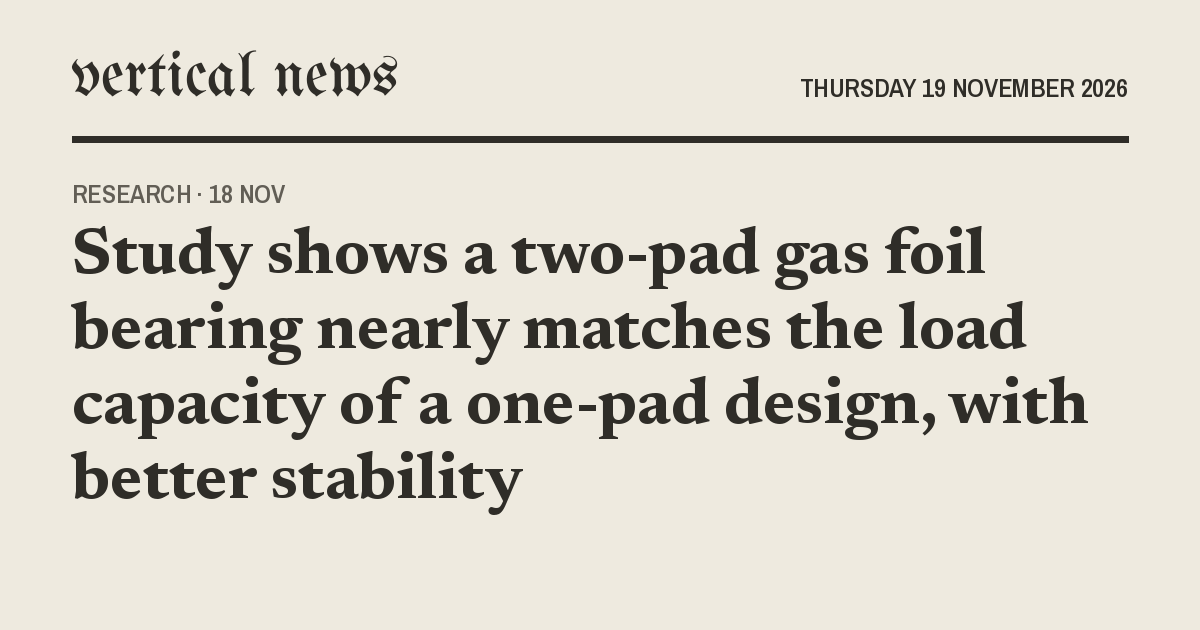 vertical news
THURSDAY 19 NOVEMBER 2026
RESEARCH · 18 NOV
Study shows a two-pad gas foil
bearing nearly matches the load
capacity of a one-pad design, with
better stability